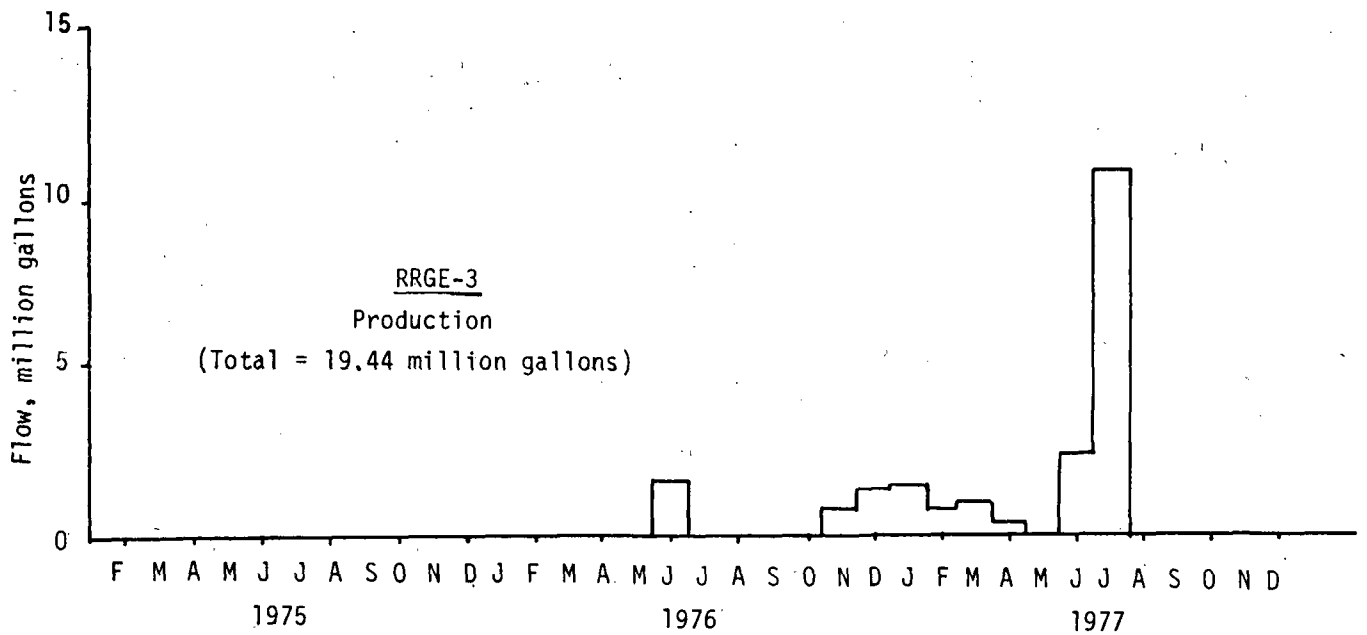 15
10
5
0
Flow, million gallons
RRGE-3
Production
(Total = 19.44 million gallons)
F M A M J J A S O N D J F M A M J J A S O N D J F M A M J J A S O N D
1975 1976 1977